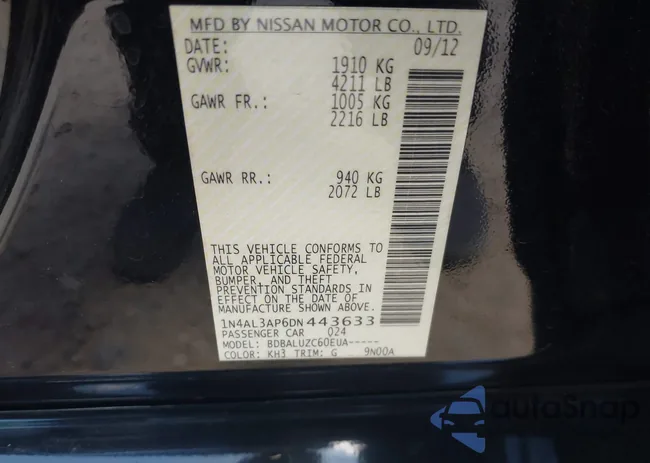 MFD BY NISSAN MOTOR CO., LTD.
DATE: 09/12
GVWR: 1910 KG
4211 LB
GAWR FR.: 1005 KG
2216 LB
GAWR RR.: 940 KG
2072 LB
THIS VEHICLE CONFORMS TO
ALL APPLICABLE FEDERAL
MOTOR VEHICLE SAFETY,
BUMPER, AND THEFT
PREVENTION STANDARDS IN
EFFECT ON THE DATE OF
MANUFACTURE SHOWN ABOVE.
1N4AL3AP6DN443633
PASSENGER CAR 024
MODEL: BDBALUZC60EUA-----
COLOR: KH3 TRIM: G 9N00A
autoSnap